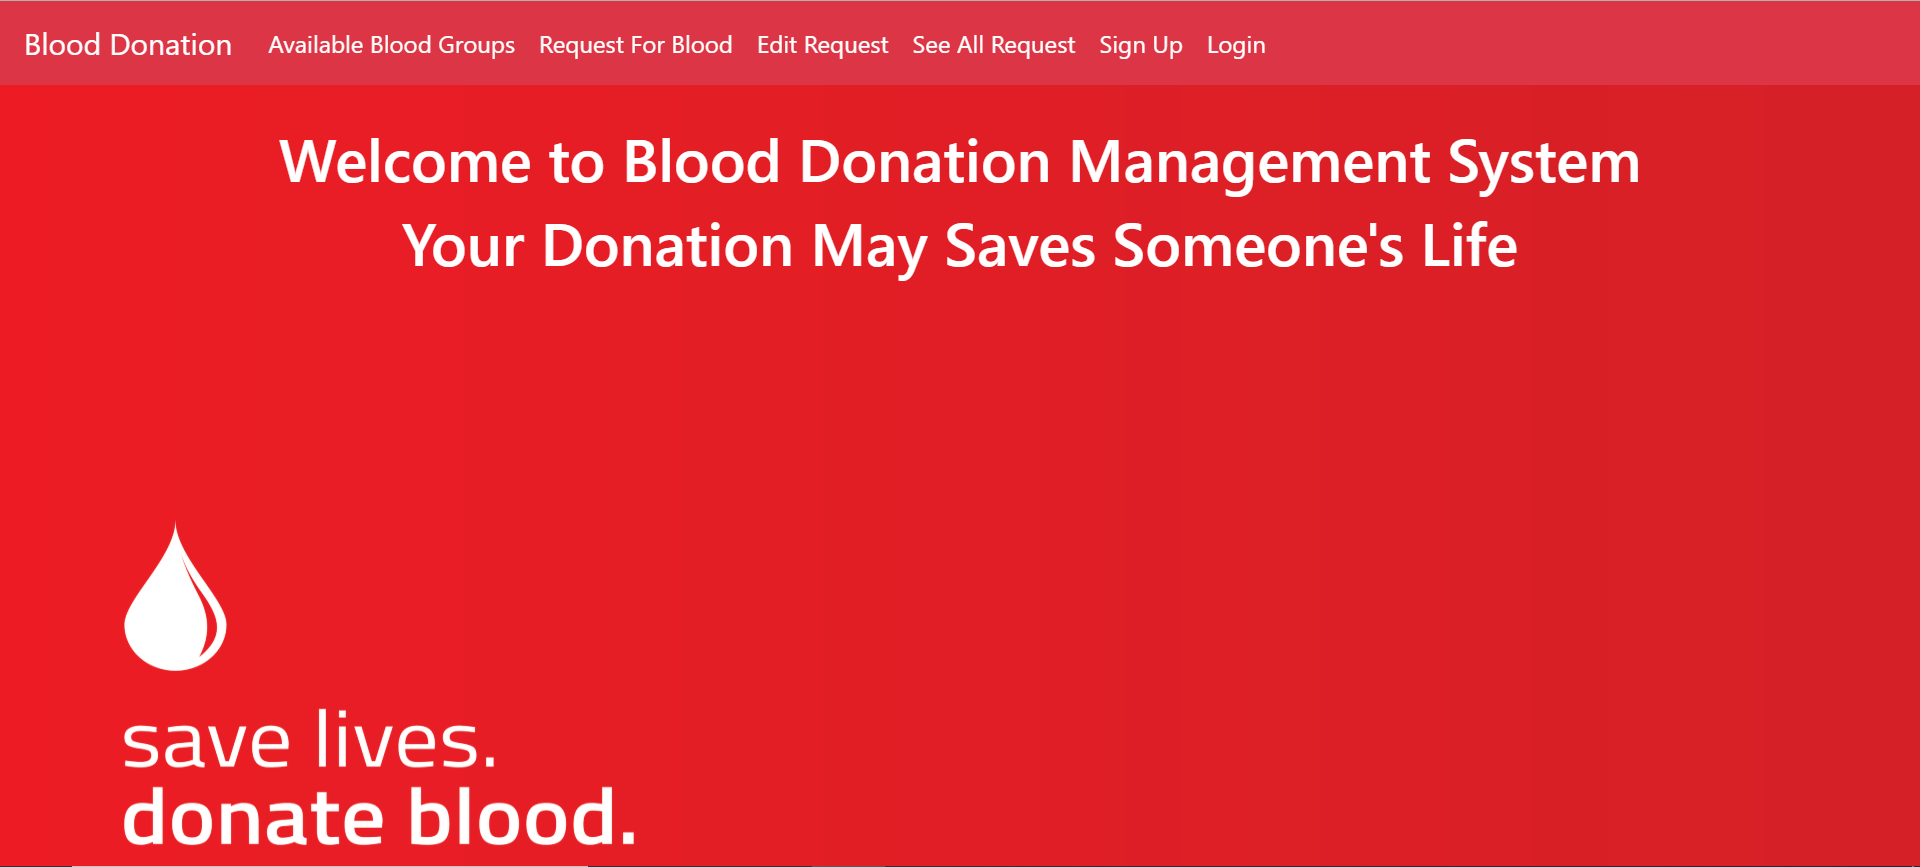 Blood Donation Available Blood Groups Request For Blood Edit Request See All Request Sign Up Login
Welcome to Blood Donation Management System
Your Donation May Saves Someone's Life
save lives.
donate blood.